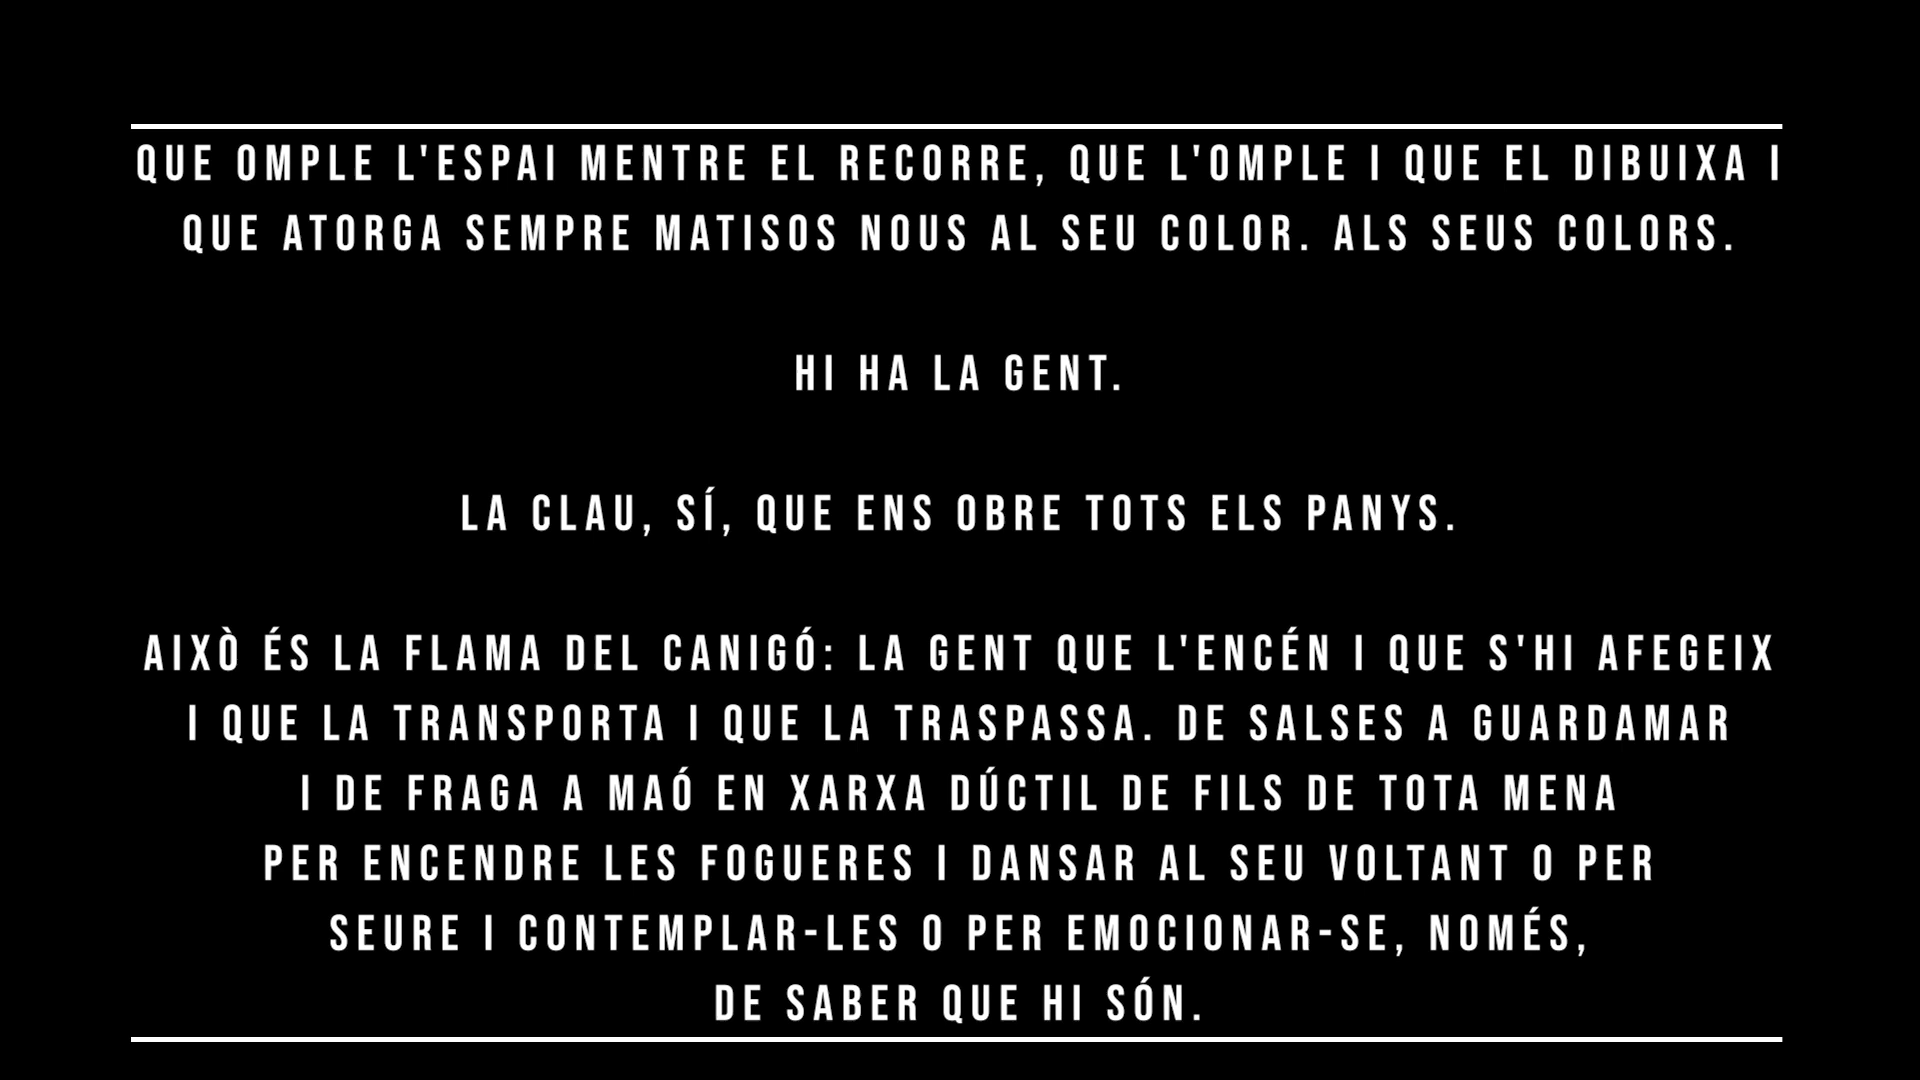 QUE OMPLE L'ESPAI MENTRE EL RECORRE, QUE L'OMPLE I QUE EL DIBUIXA I
QUE ATORGA SEMPRE MATISOS NOUS AL SEU COLOR. ALS SEUS COLORS.
HI HA LA GENT.
LA CLAU, SÍ, QUE ENS OBRE TOTS ELS PANYS.
AIXÒ ÉS LA FLAMA DEL CANIGÓ: LA GENT QUE L'ENCÉN I QUE S'HI AFEGEIX
I QUE LA TRANSPORTA I QUE LA TRASPASSA. DE SALSES A GUARDAMAR
I DE FRAGA A MAÓ EN XARXA DÚCTIL DE FILS DE TOTA MENA
PER ENCENDRE LES FOGUERES I DANSAR AL SEU VOLTANT O PER
SEURE I CONTEMPLAR-LES O PER EMOCIONAR-SE, NOMÉS,
DE SABER QUE HI SÓN.